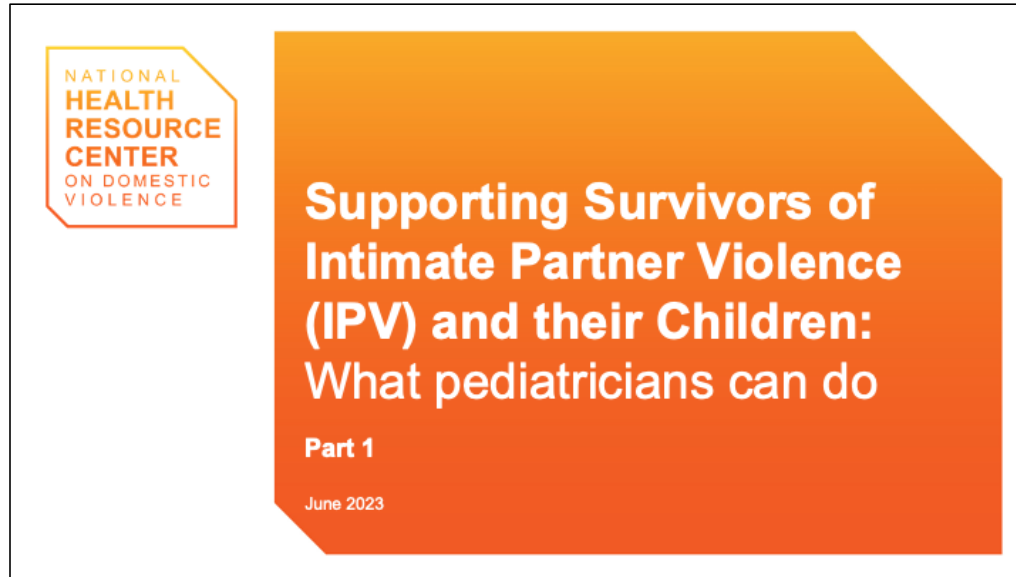 NATIONAL
HEALTH
RESOURCE
CENTER
ON DOMESTIC
VIOLENCE
Supporting Survivors of
Intimate Partner Violence
(IPV) and their Children:
What pediatricians can do
Part 1
June 2023